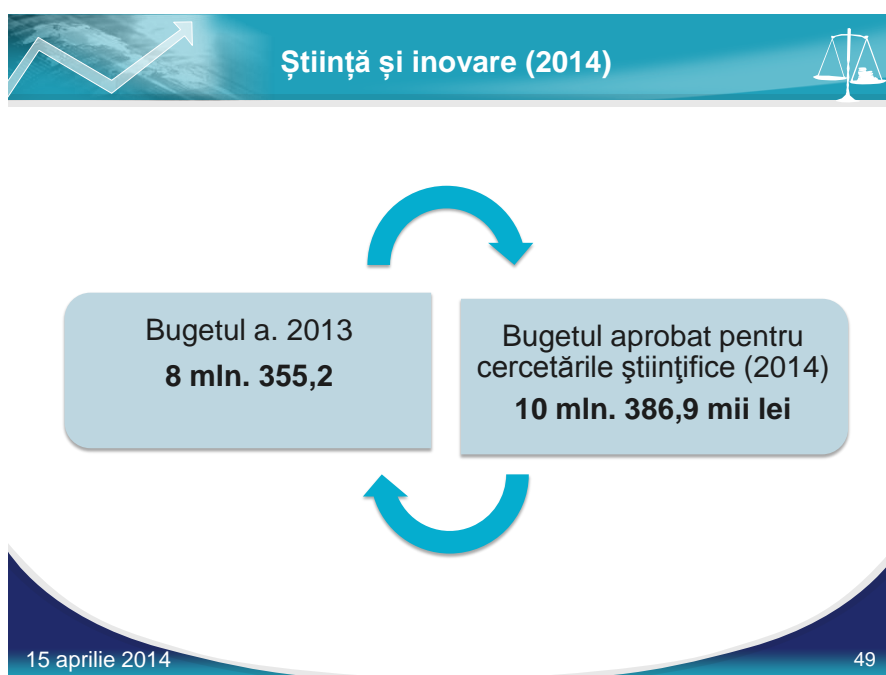 Știință și inovare (2014)
Bugetul a. 2013
8 mln. 355,2
Bugetul aprobat pentru
cercetările ştiinţifice (2014)
10 mln. 386,9 mii lei
15 aprilie 2014
49